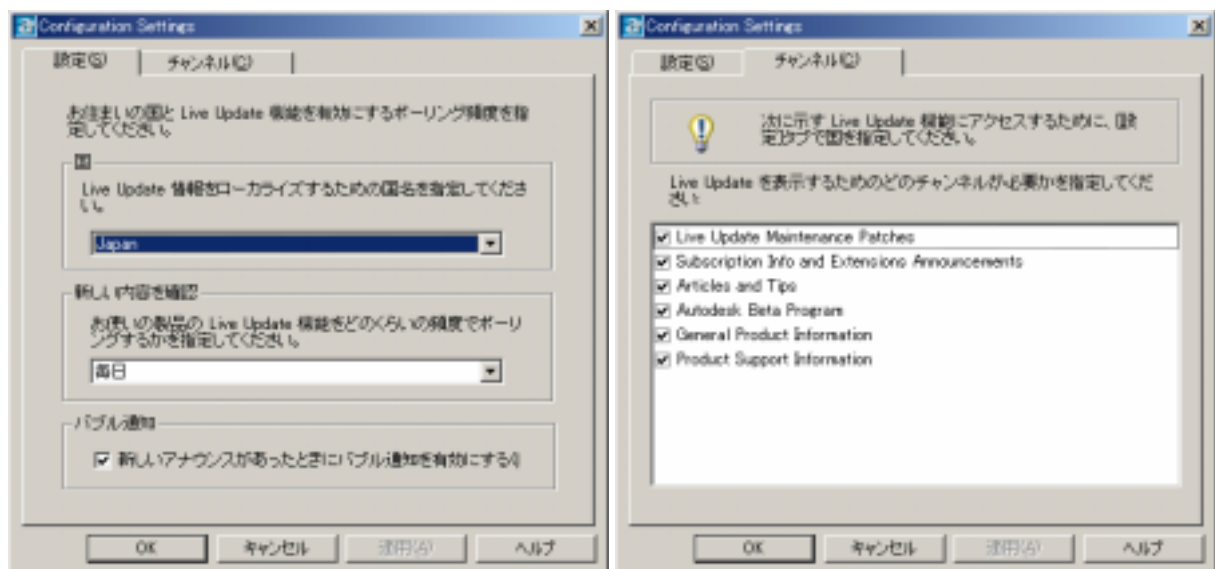 Configuration Settings
設定(S)
チャンネル(C)
お住まいの国と Live Update 機能を有効にするポーリング頻度を指
定してください。
国
Live Update 情報をローカライズするための国名を指定してくださ
い。
Japan
新しい内容を確認
お使いの製品の Live Update 機能をどのくらいの頻度でポーリ
ングするかを指定してください。
毎日
バブル通知
新しいアナウンスがあったときにバブル通知を有効にする
OK
キャンセル
適用(A)
ヘルプ
Configuration Settings
設定(S)
チャンネル(C)
次に示す Live Update 機能にアクセスするために、[設
定]タブで国を指定してください。
Live Update を表示するためのどのチャンネルが必要かを指定してくだ
さい:
Live Update Maintenance Patches
Subscription Info and Extensions Announcements
Articles and Tips
Autodesk Beta Program
General Product Information
Product Support Information
OK
キャンセル
適用(A)
ヘルプ